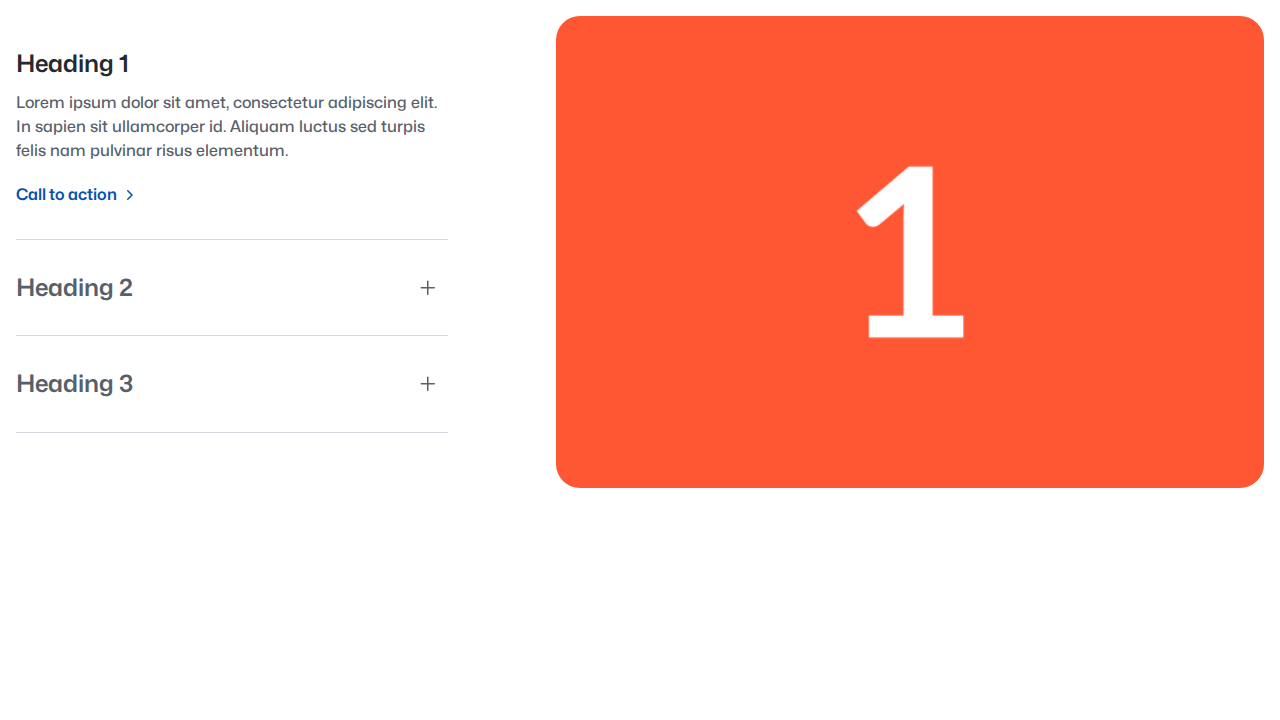 Heading 1
Lorem ipsum dolor sit amet, consectetur adipiscing elit.
In sapien sit ullamcorper id. Aliquam luctus sed turpis
felis nam pulvinar risus elementum.
Call to action
Heading 2
Heading 3
1